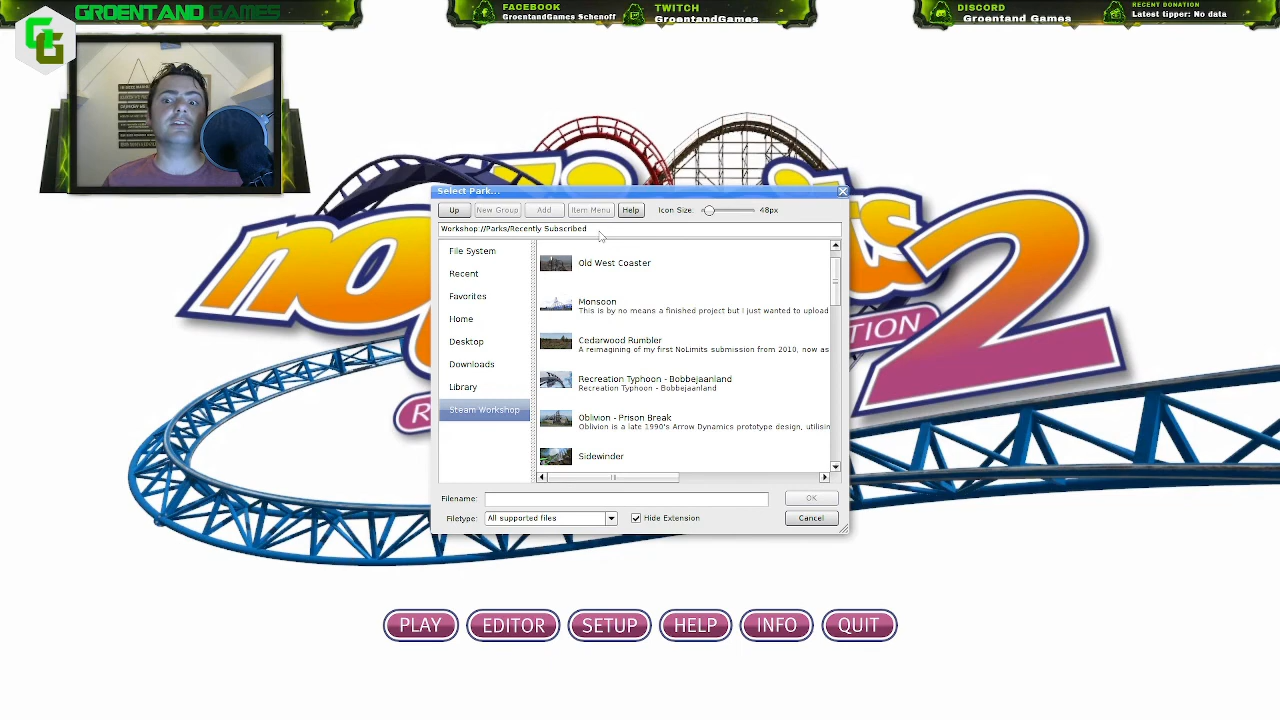 GROENTAND GAMES
FACEBOOK
GroentandGames Schenoff
TWITCH
GroentandGames
DISCORD
Groentand Games
RECENT DONATION
Latest tipper: No data
GG
Select Park...
Up
New Group
Add
Item Menu
Help
Icon Size:
48px
Workshop://Parks/Recently Subscribed
File System
Recent
Favorites
Home
Desktop
Downloads
Library
Steam Workshop
Old West Coaster
Monsoon
This is by no means a finished project but I just wanted to upload
Cedarwood Rumbler
A reimagining of my first NoLimits submission from 2010, now as
Recreation Typhoon - Bobbejaanland
Recreation Typhoon - Bobbejaanland
Oblivion - Prison Break
Oblivion is a late 1990's Arrow Dynamics prototype design, utilisin
Sidewinder
Filename:
OK
Filetype:
All supported files
Hide Extension
Cancel
no
2
PLAY
EDITOR
SETUP
HELP
INFO
QUIT